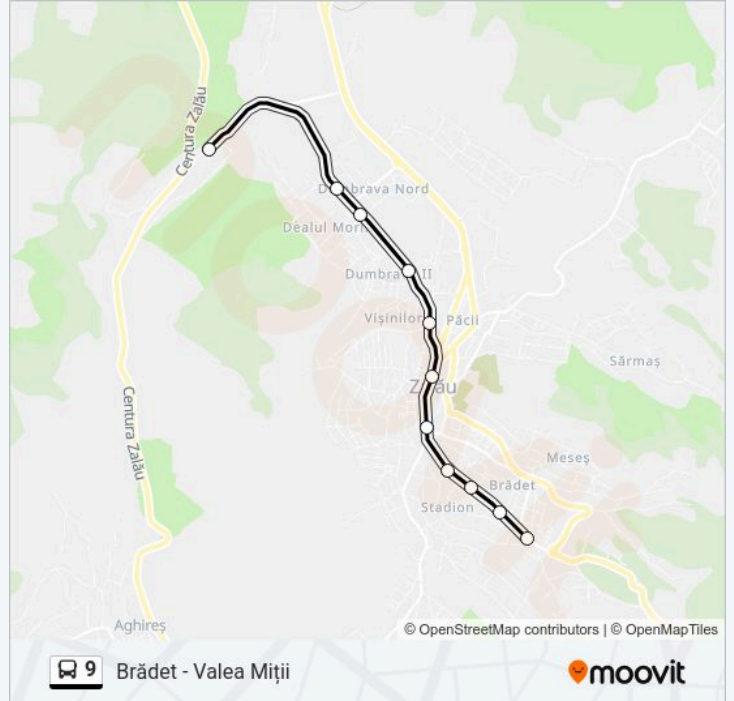 Centura Zalău
Dumbrava Nord
Dealul Morii
Dumbrava II
Vișinilor
Păcii
Sărmaș
Zalău
Centura Zalău
Meseș
Brădet
Stadion
Aghireș
© OpenStreetMap contributors | © OpenMapTiles
9 Brădet - Valea Miții
moovit